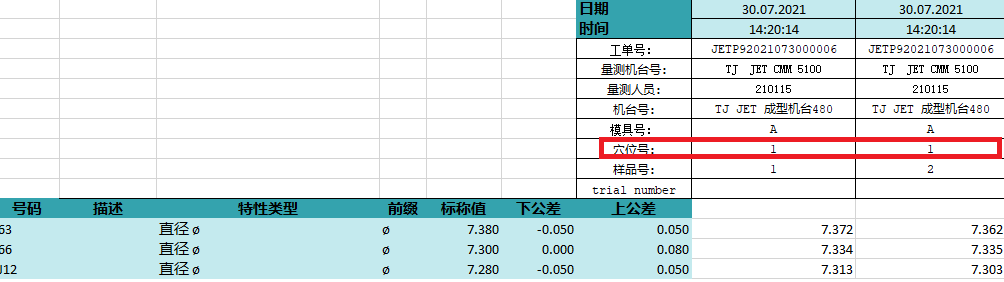 日期 30.07.2021 30.07.2021
时间 14:20:14 14:20:14
工单号: JETP92021073000006 JETP92021073000006
量测机台号: TJ JET CMM 5100 TJ JET CMM 5100
量测人员: 210115 210115
机台号: TJ JET 成型机台480 TJ JET 成型机台480
模具号: A A
穴位号: 1 1
样品号: 1 2
trial number
号码 描述 特性类型 前缀 标称值 下公差 上公差
63 直径 ø ø 7.380 -0.050 0.050 7.372 7.362
66 直径 ø ø 7.300 0.000 0.080 7.334 7.335
J12 直径 ø ø 7.280 -0.050 0.050 7.313 7.303